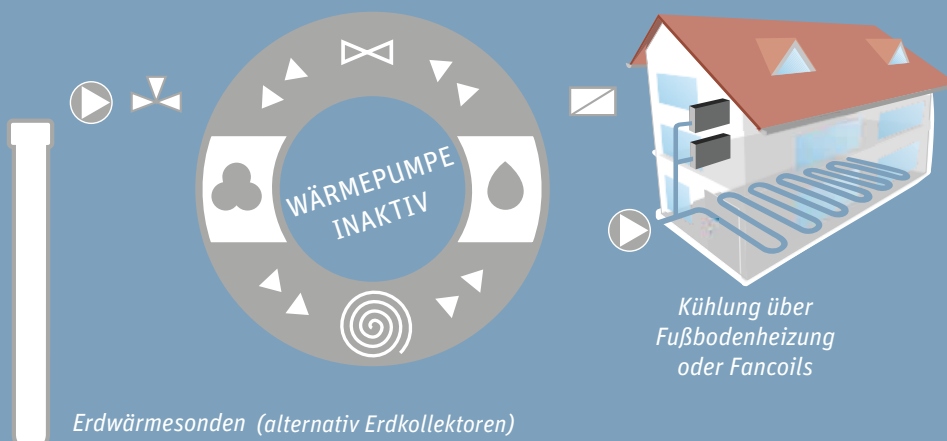 WÄRMEPUMPE
INAKTIV
Kühlung über
Fußbodenheizung
oder Fancoils
Erdwärmesonden (alternativ Erdkollektoren)